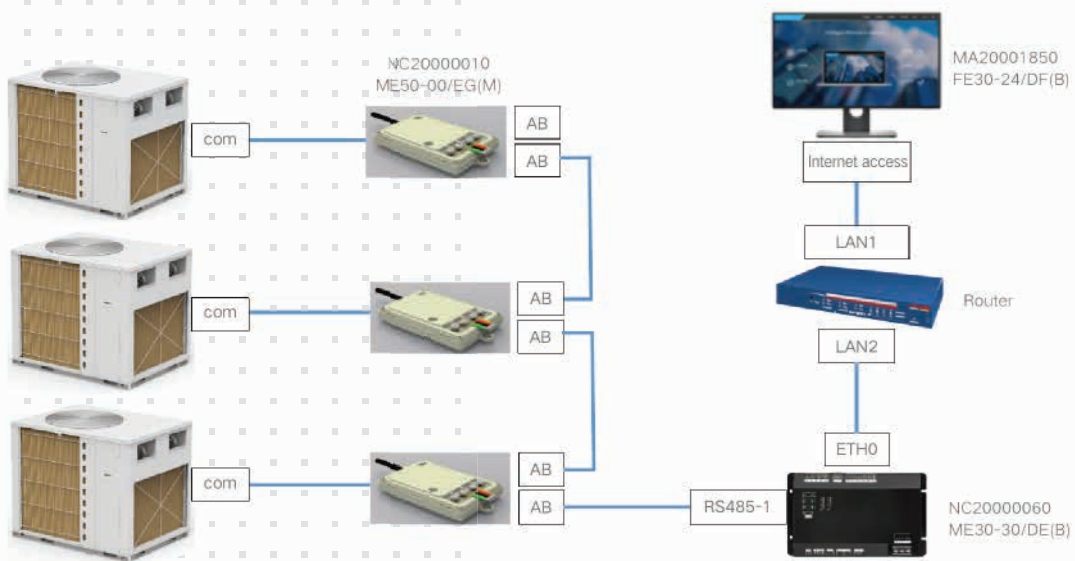 NC20000010
ME50-00/EG(M)
com
AB
AB
com
AB
AB
com
AB
AB
RS485-1
MA20001850
FE30-24/DF(B)
Internet access
LAN1
Router
LAN2
ETH0
NC20000060
ME30-30/DE(B)